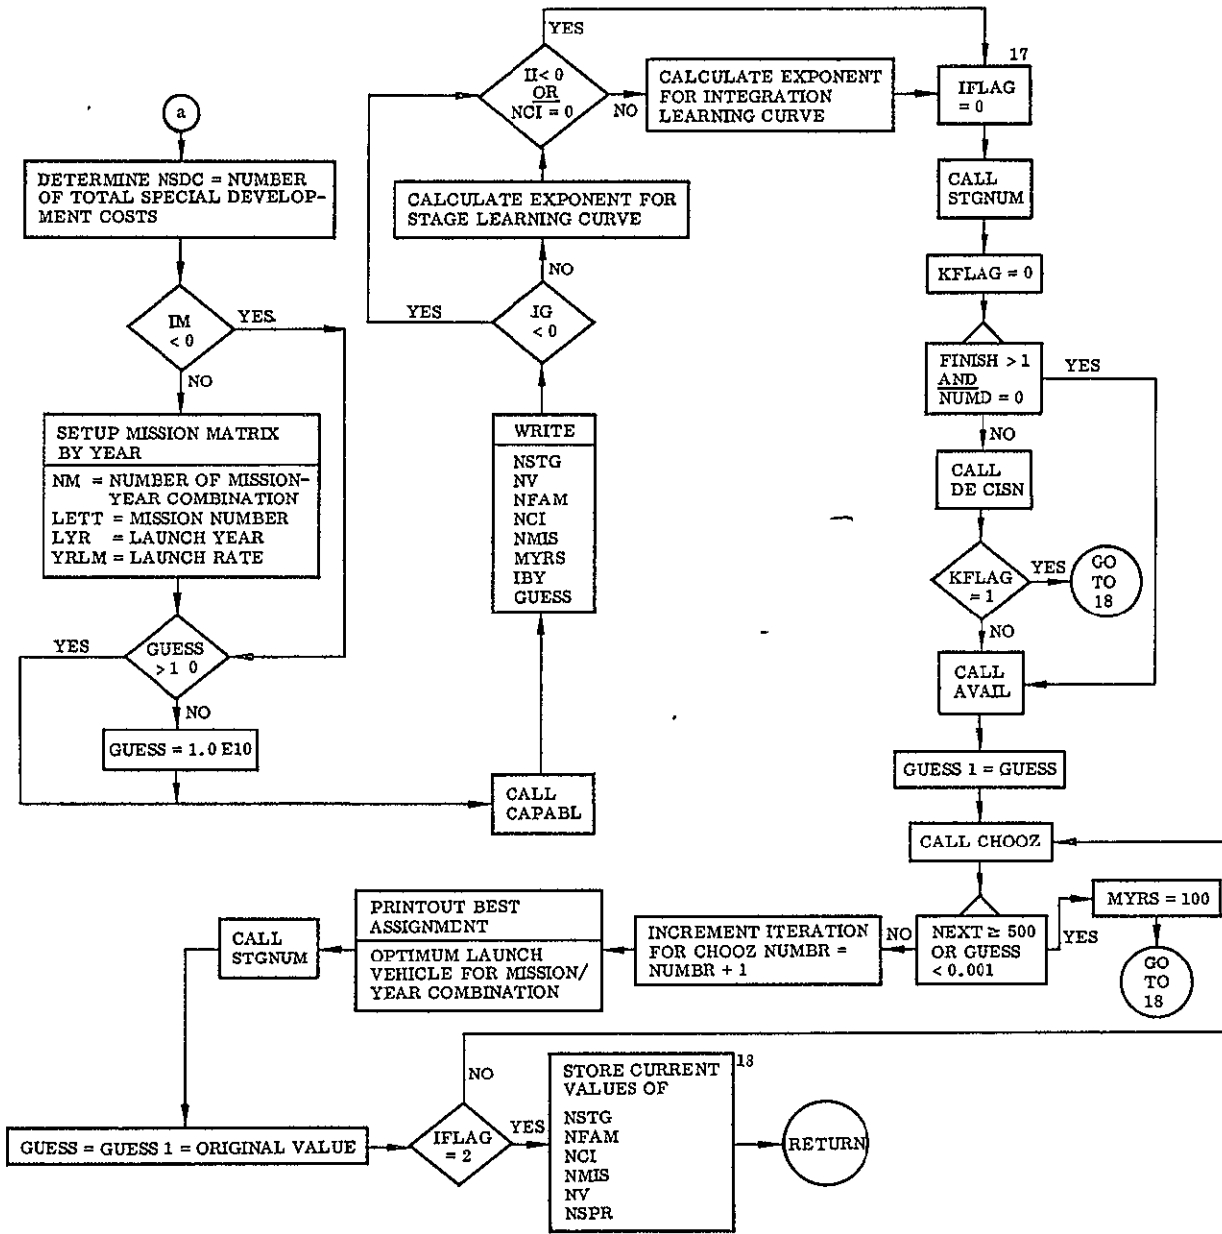 a
DETERMINE NSDC = NUMBER
OF TOTAL SPECIAL DEVELOP-
MENT COSTS
IM
< 0
YES.
NO
SETUP MISSION MATRIX
BY YEAR
NM = NUMBER OF MISSION-
YEAR COMBINATION
LETT = MISSION NUMBER
LYR = LAUNCH YEAR
YRLM = LAUNCH RATE
YES
GUESS
> 1 0
NO
GUESS = 1.0 E10
CALL
CAPABL
WRITE
NSTG
NV
NFAM
NCI
NMIS
MYRS
IBY
GUESS
IG
< 0
YES
NO
CALCULATE EXPONENT FOR
STAGE LEARNING CURVE
II < 0
OR
NCI = 0
YES
NO
CALCULATE EXPONENT
FOR INTEGRATION
LEARNING CURVE
17
IFLAG
= 0
CALL
STGNUM
KFLAG = 0
FINISH > 1
AND
NUMD = 0
YES
NO
CALL
DE CISN
KFLAG
= 1
YES
GO
TO
18
NO
CALL
AVAIL
GUESS 1 = GUESS
CALL CHOOZ
NEXT ≥ 500
OR GUESS
< 0.001
YES
MYRS = 100
GO
TO
18
NO
INCREMENT ITERATION
FOR CHOOZ NUMBR =
NUMBR + 1
PRINTOUT BEST
ASSIGNMENT
OPTIMUM LAUNCH
VEHICLE FOR MISSION/
YEAR COMBINATION
CALL
STGNUM
GUESS = GUESS 1 = ORIGINAL VALUE
IFLAG
= 2
NO
YES
18
STORE CURRENT
VALUES OF
NSTG
NFAM
NCI
NMIS
NV
NSPR
RETURN